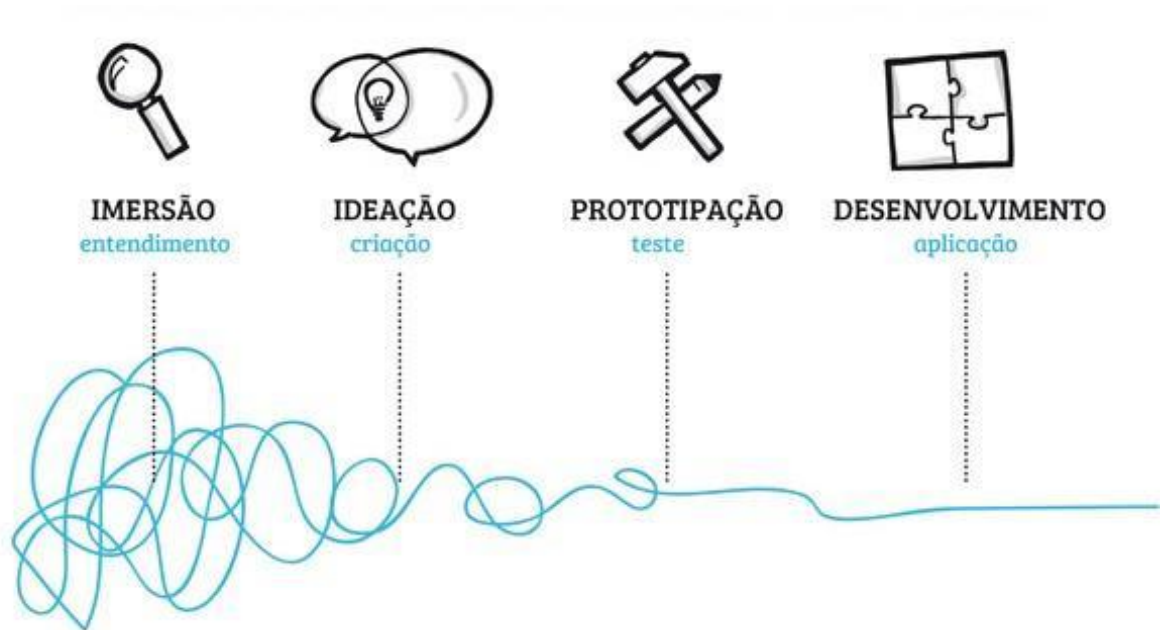 IMERSÃO
entendimento
IDEAÇÃO
criação
PROTOTIPAÇÃO
teste
DESENVOLVIMENTO
aplicação